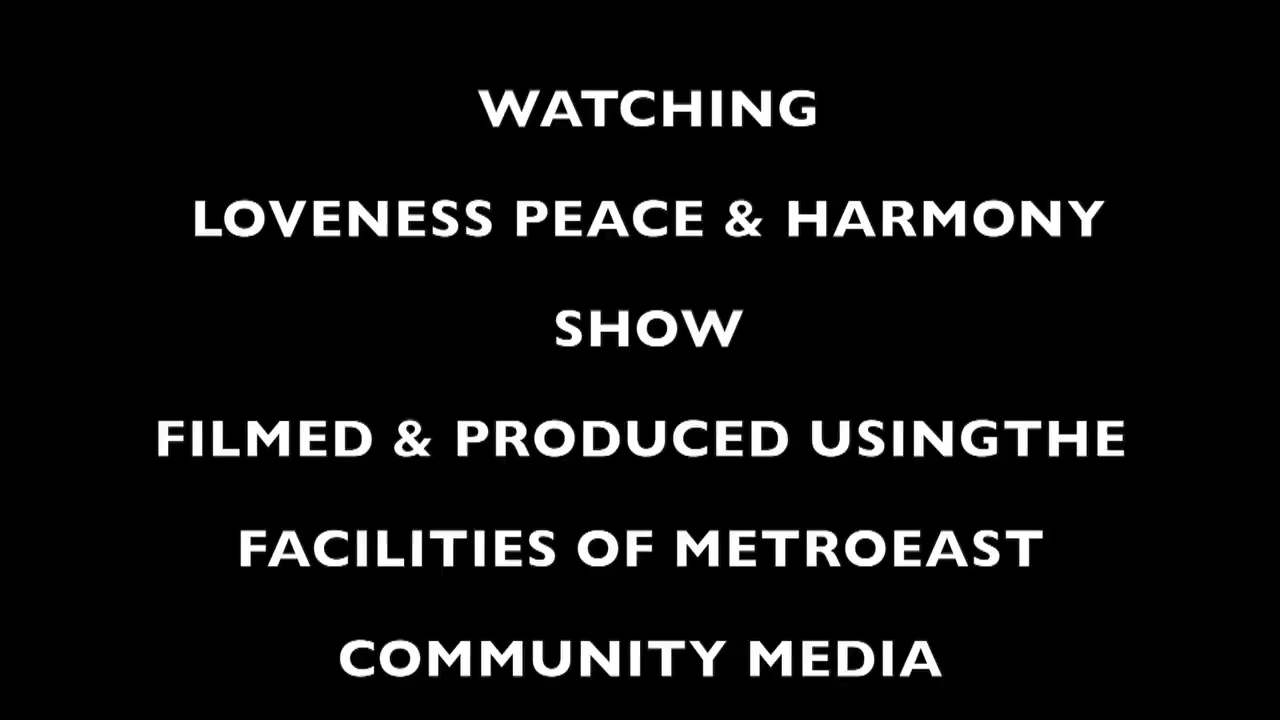 WATCHING
LOVENESS PEACE & HARMONY
SHOW
FILMED & PRODUCED USINGTHE
FACILITIES OF METROEAST
COMMUNITY MEDIA